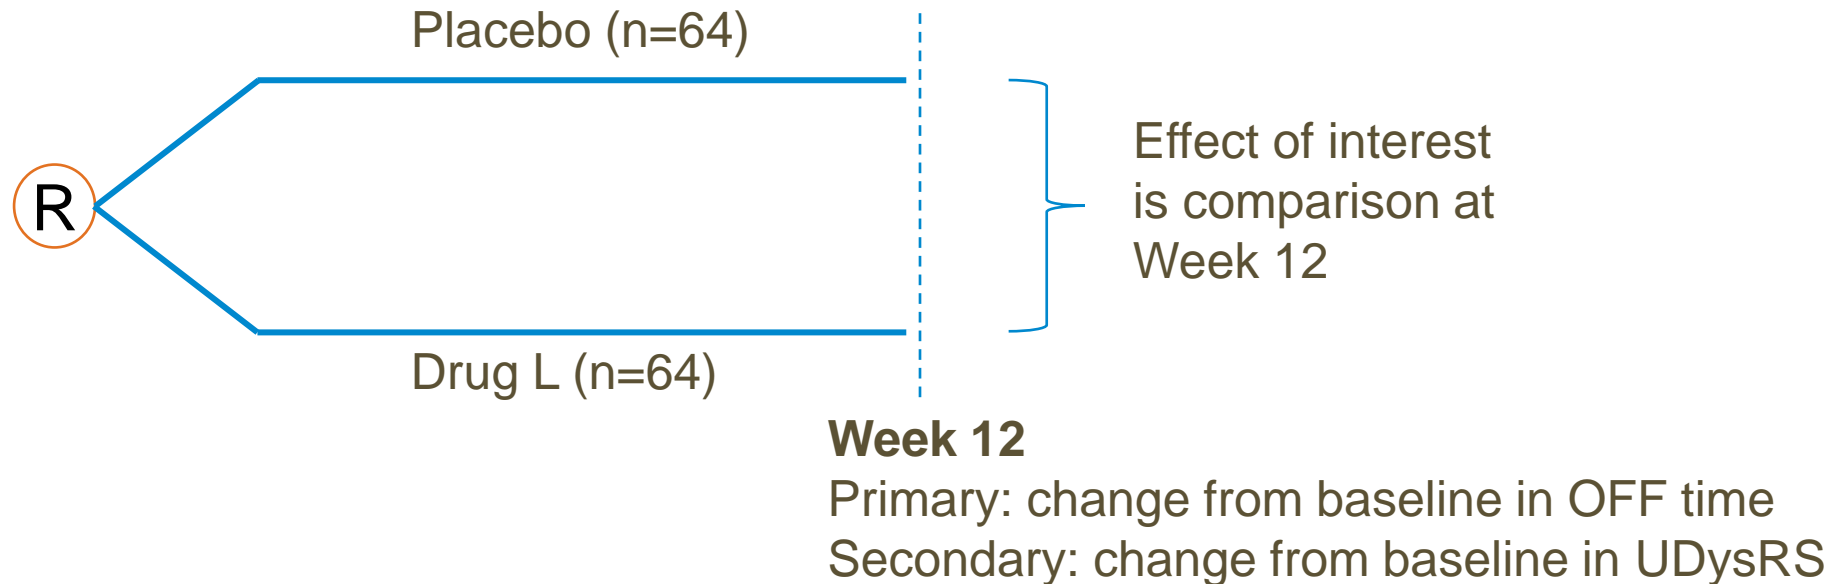 Placebo (n=64)
R
Effect of interest
is comparison at
Week 12
Drug L (n=64)
Week 12
Primary: change from baseline in OFF time
Secondary: change from baseline in UDysRS